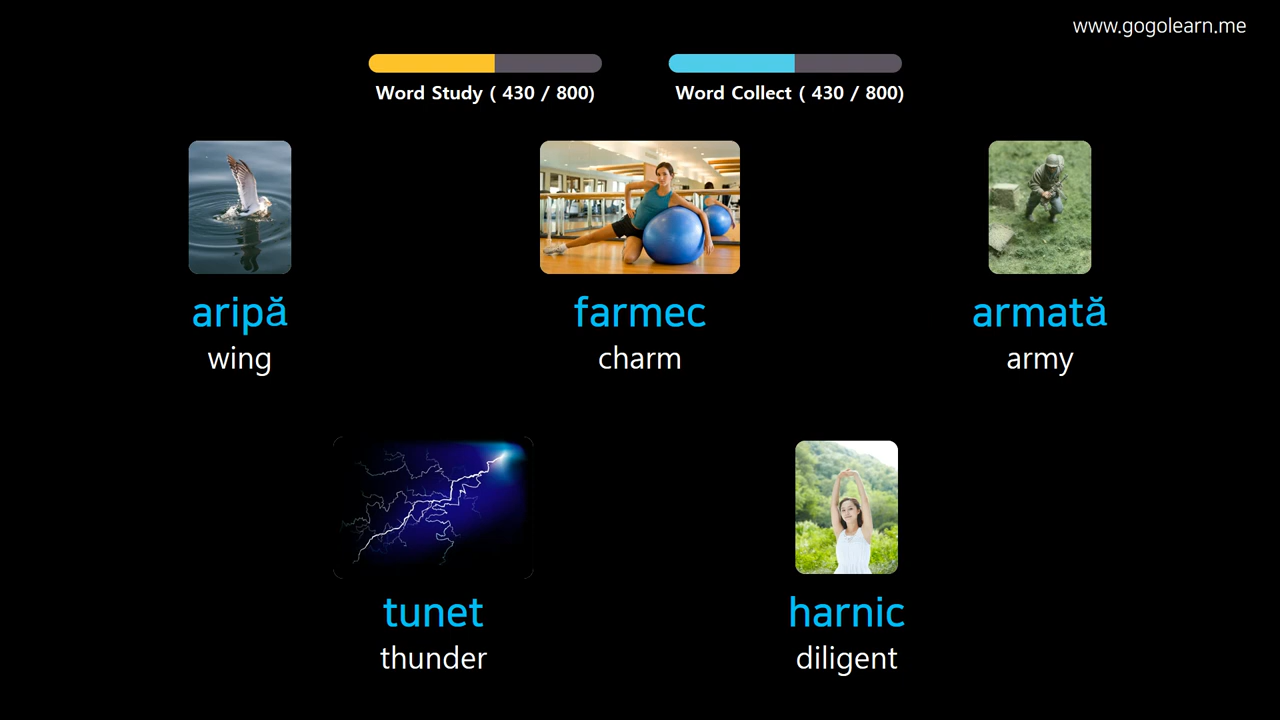 www.gogolearn.me
Word Study ( 430 / 800)
Word Collect ( 430 / 800)
aripă
wing
farmec
charm
armată
army
tunet
thunder
harnic
diligent